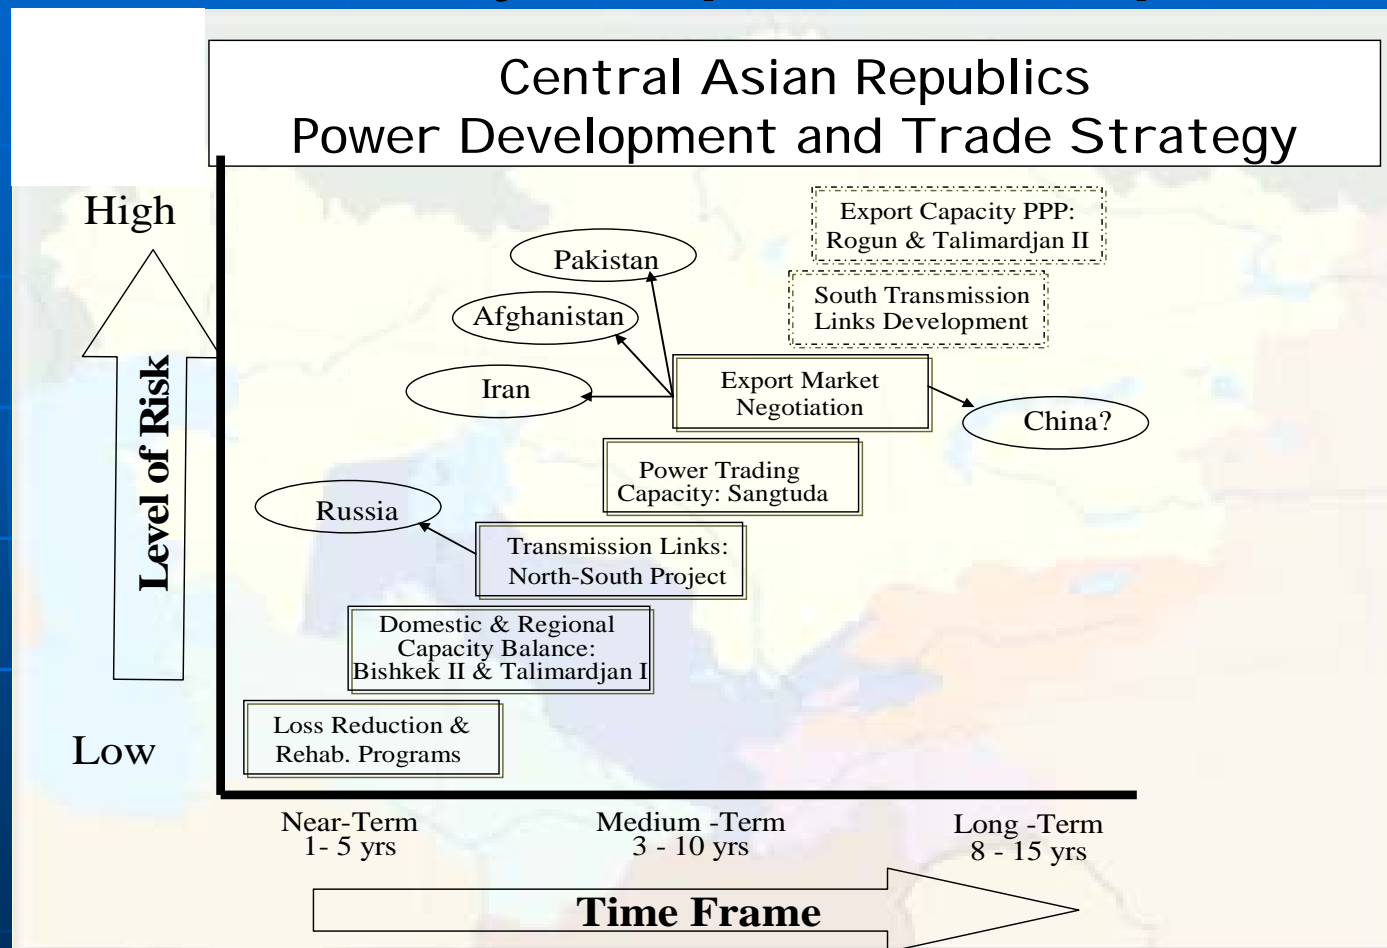 Central Asian Republics
Power Development and Trade Strategy
High
Export Capacity PPP:
Rogun & Talimardjan II
Pakistan
South Transmission
Links Development
Afghanistan
Export Market
Negotiation
Iran
China?
Level of Risk
Power Trading
Capacity: Sangtuda
Russia
Transmission Links:
North-South Project
Domestic & Regional
Capacity Balance:
Bishkek II & Talimardjan I
Loss Reduction &
Rehab. Programs
Low
Near-Term
1- 5 yrs
Medium -Term
3 - 10 yrs
Long -Term
8 - 15 yrs
Time Frame